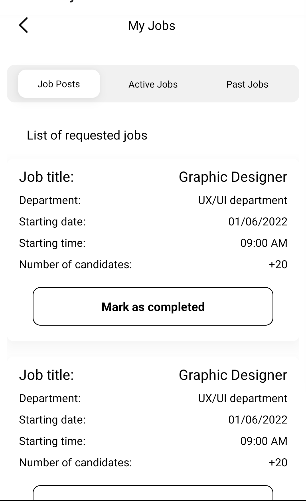 My Jobs
Job Posts Active Jobs Past Jobs
List of requested jobs
Job title: Graphic Designer
Department: UX/UI department
Starting date: 01/06/2022
Starting time: 09:00 AM
Number of candidates: +20
Mark as completed
Job title: Graphic Designer
Department: UX/UI department
Starting date: 01/06/2022
Starting time: 09:00 AM
Number of candidates: +20